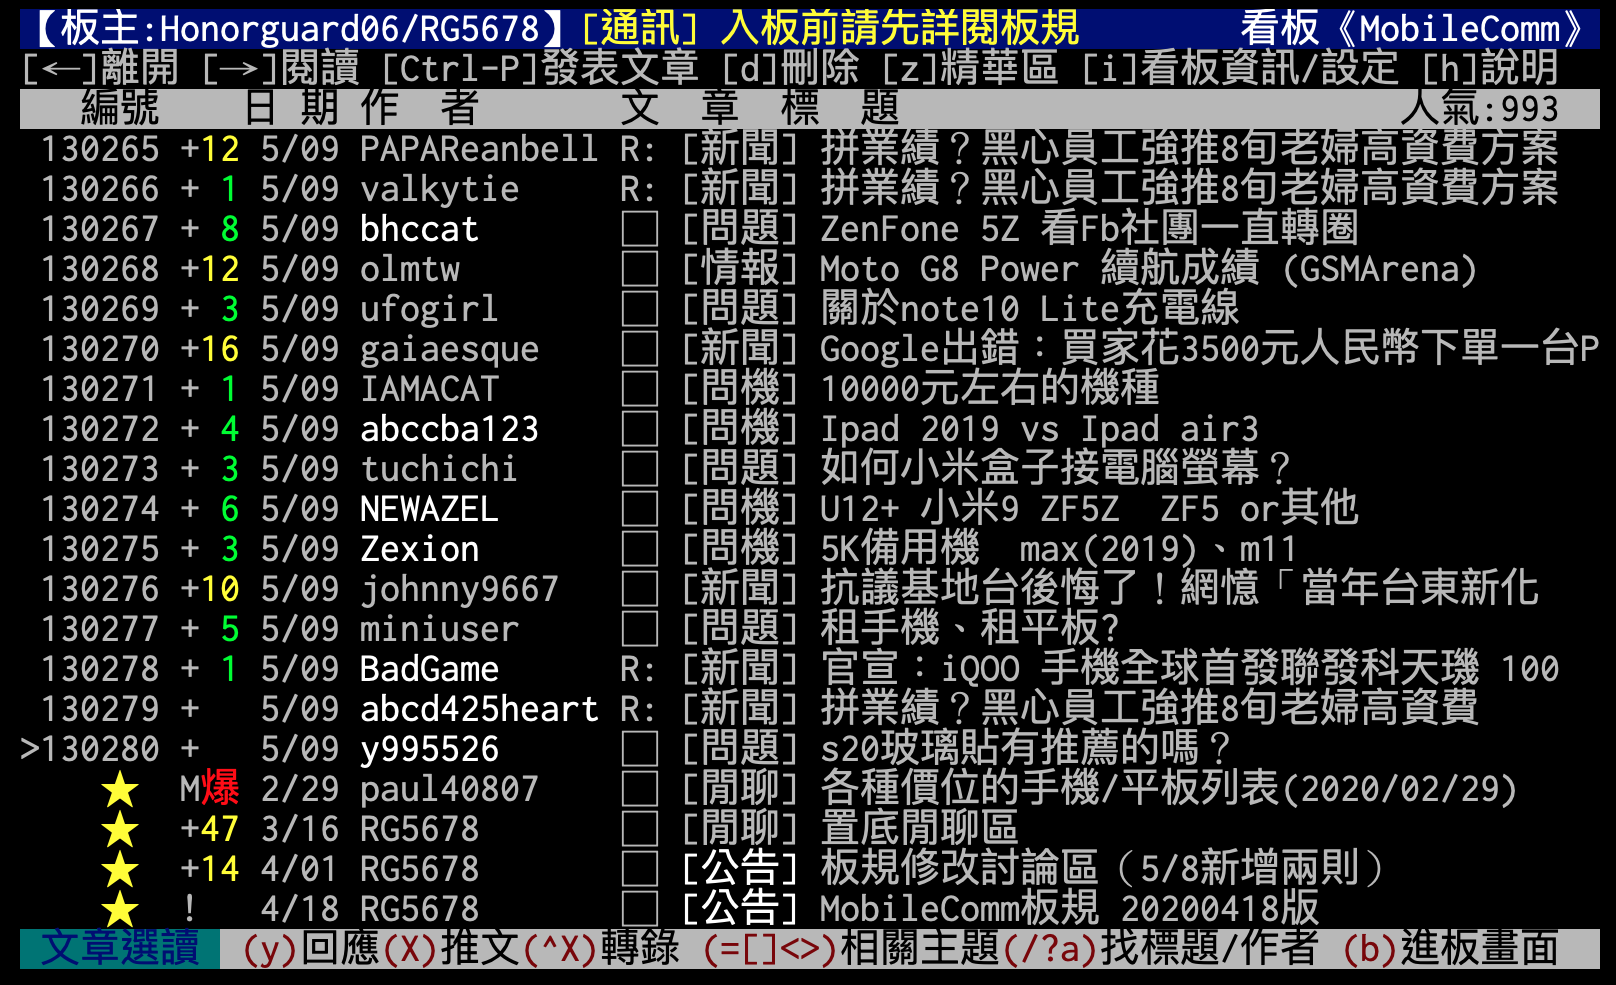 【板主:Honorguard06/RG5678】[通訊] 入板前請先詳閱板規 看板《MobileComm》
[←]離開 [→]閱讀 [Ctrl-P]發表文章 [d]刪除 [z]精華區 [i]看板資訊/設定 [h]說明
編號 日 期 作 者 文 章 標 題 人氣:993
130265 +12 5/09 PAPAReanbell R: [新聞] 拼業績？黑心員工強推8旬老婦高資費方案
130266 + 1 5/09 valkytie R: [新聞] 拼業績？黑心員工強推8旬老婦高資費方案
130267 + 8 5/09 bhccat □ [問題] ZenFone 5Z 看Fb社團一直轉圈
130268 +12 5/09 olmtw □ [情報] Moto G8 Power 續航成績 (GSMArena)
130269 + 3 5/09 ufogirl □ [問題] 關於note10 Lite充電線
130270 +16 5/09 gaiaesque □ [新聞] Google出錯：買家花3500元人民幣下單一台P
130271 + 1 5/09 IAMACAT □ [問機] 10000元左右的機種
130272 + 4 5/09 abccba123 □ [問機] Ipad 2019 vs Ipad air3
130273 + 3 5/09 tuchichi □ [問題] 如何小米盒子接電腦螢幕？
130274 + 6 5/09 NEWAZEL □ [問機] U12+ 小米9 ZF5Z  ZF5 or其他
130275 + 3 5/09 Zexion □ [問機] 5K備用機  max(2019)、m11
130276 +10 5/09 johnny9667 □ [新聞] 抗議基地台後悔了！網憶「當年台東新化
130277 + 5 5/09 miniuser □ [問題] 租手機、租平板?
130278 + 1 5/09 BadGame R: [新聞] 官宣：iQOO 手機全球首發聯發科天璣 100
130279 + 5/09 abcd425heart R: [新聞] 拼業績？黑心員工強推8旬老婦高資費
>130280 + 5/09 y995526 □ [問題] s20玻璃貼有推薦的嗎？
★ M爆 2/29 paul40807 □ [閒聊] 各種價位的手機/平板列表(2020/02/29)
★ +47 3/16 RG5678 □ [閒聊] 置底閒聊區
★ +14 4/01 RG5678 □ [公告] 板規修改討論區（5/8新增兩則）
★ ! 4/18 RG5678 □ [公告] MobileComm板規 20200418版
文章選讀 (y)回應(X)推文(^X)轉錄 (=[]<>)相關主題(/?a)找標題/作者 (b)進板畫面